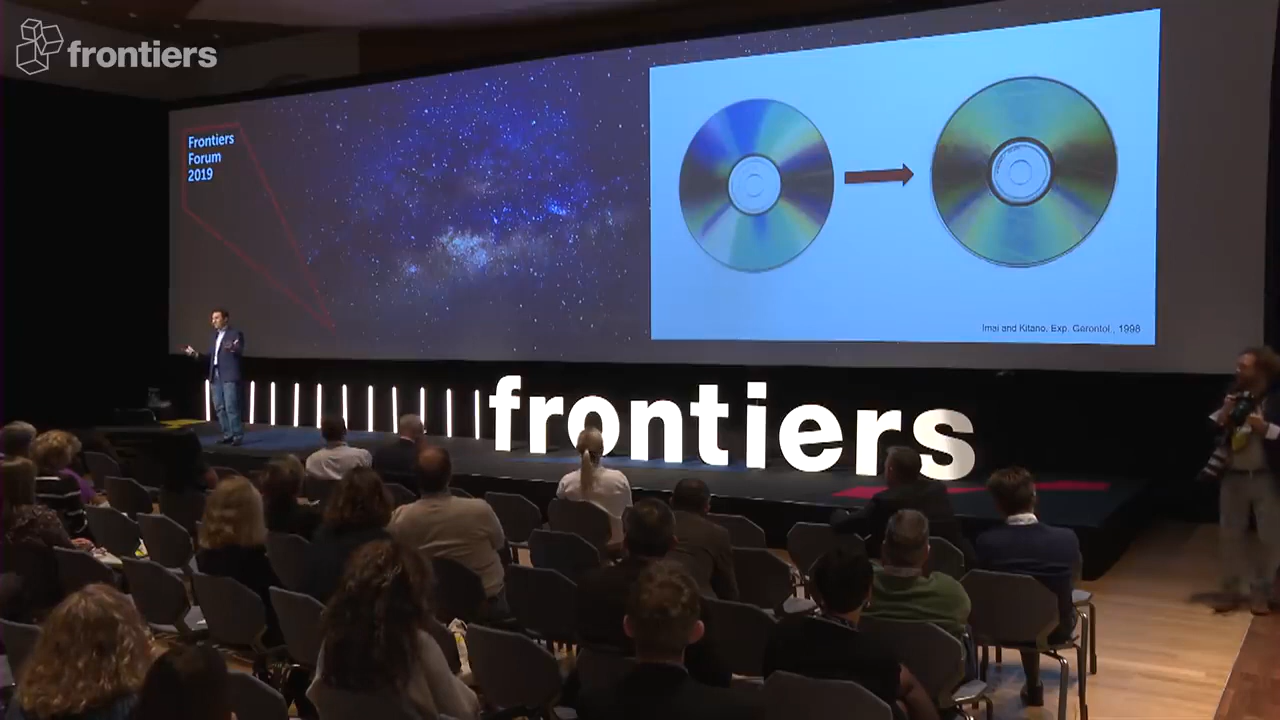 frontiers
Frontiers
Forum
2019
Imai and Kitano, Exp. Gerontol., 1998
frontiers